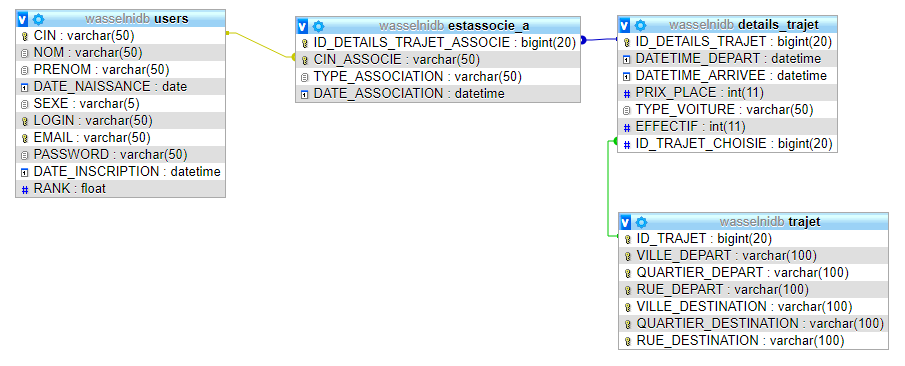 wasselnidb users
CIN : varchar(50)
NOM : varchar(50)
PRENOM : varchar(50)
DATE_NAISSANCE : date
SEXE : varchar(5)
LOGIN : varchar(50)
EMAIL : varchar(50)
PASSWORD : varchar(50)
DATE_INSCRIPTION : datetime
# RANK : float
wasselnidb estassocie_a
ID_DETAILS_TRAJET_ASSOCIE : bigint(20)
CIN_ASSOCIE : varchar(50)
TYPE_ASSOCIATION : varchar(50)
DATE_ASSOCIATION : datetime
wasselnidb details_trajet
ID_DETAILS_TRAJET : bigint(20)
DATETIME_DEPART : datetime
DATETIME_ARRIVEE : datetime
# PRIX_PLACE : int(11)
TYPE_VOITURE : varchar(50)
# EFFECTIF : int(11)
# ID_TRAJET_CHOISIE : bigint(20)
wasselnidb trajet
ID_TRAJET : bigint(20)
VILLE_DEPART : varchar(100)
QUARTIER_DEPART : varchar(100)
RUE_DEPART : varchar(100)
VILLE_DESTINATION : varchar(100)
QUARTIER_DESTINATION : varchar(100)
RUE_DESTINATION : varchar(100)